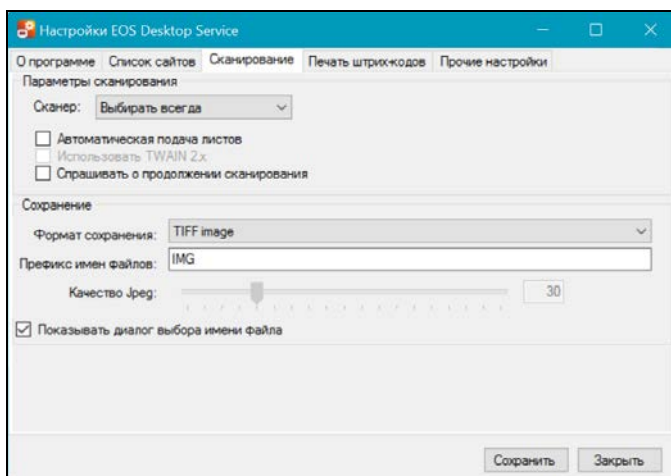 Настройки EOS Desktop Service
О программе Список сайтов Сканирование Печать штрих-кодов Прочие настройки
Параметры сканирования
Сканер: Выбирать всегда
Автоматическая подача листов
Использовать TWAIN 2.x
Спрашивать о продолжении сканирования
Сохранение
Формат сохранения: TIFF image
Префикс имен файлов: IMG
Качество Jpeg: 30
Показывать диалог выбора имени файла
Сохранить Закрыть